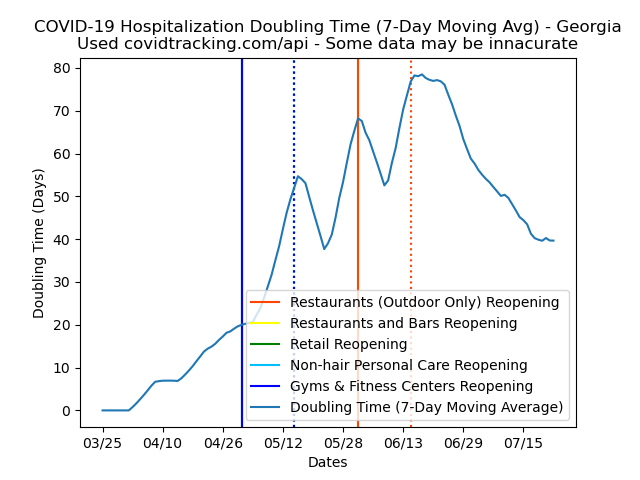 COVID-19 Hospitalization Doubling Time (7-Day Moving Avg) - Georgia
Used covidtracking.com/api - Some data may be innacurate
80
70
60
50
40
30
20
10
0
Doubling Time (Days)
Restaurants (Outdoor Only) Reopening
Restaurants and Bars Reopening
Retail Reopening
Non-hair Personal Care Reopening
Gyms & Fitness Centers Reopening
Doubling Time (7-Day Moving Average)
03/25 04/10 04/26 05/12 05/28 06/13 06/29 07/15
Dates